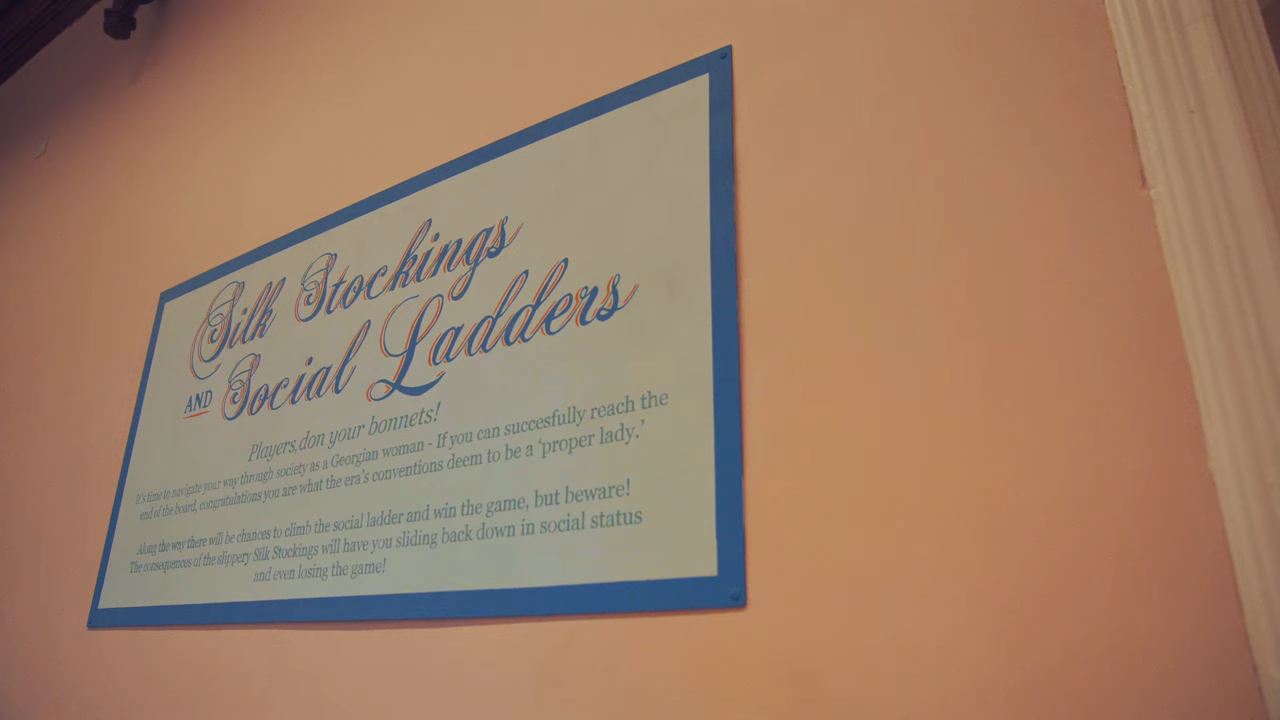 Silk Stockings
AND Social Ladders
Players, don your bonnets!
It's time to navigate your way through society as a Georgian woman - If you can succesfully reach the
end of the board, congratulations you are what the era's conventions deem to be a 'proper lady.'
Along the way there will be chances to climb the social ladder and win the game, but beware!
The consequences of the slippery Silk Stockings will have you sliding back down in social status
and even losing the game!